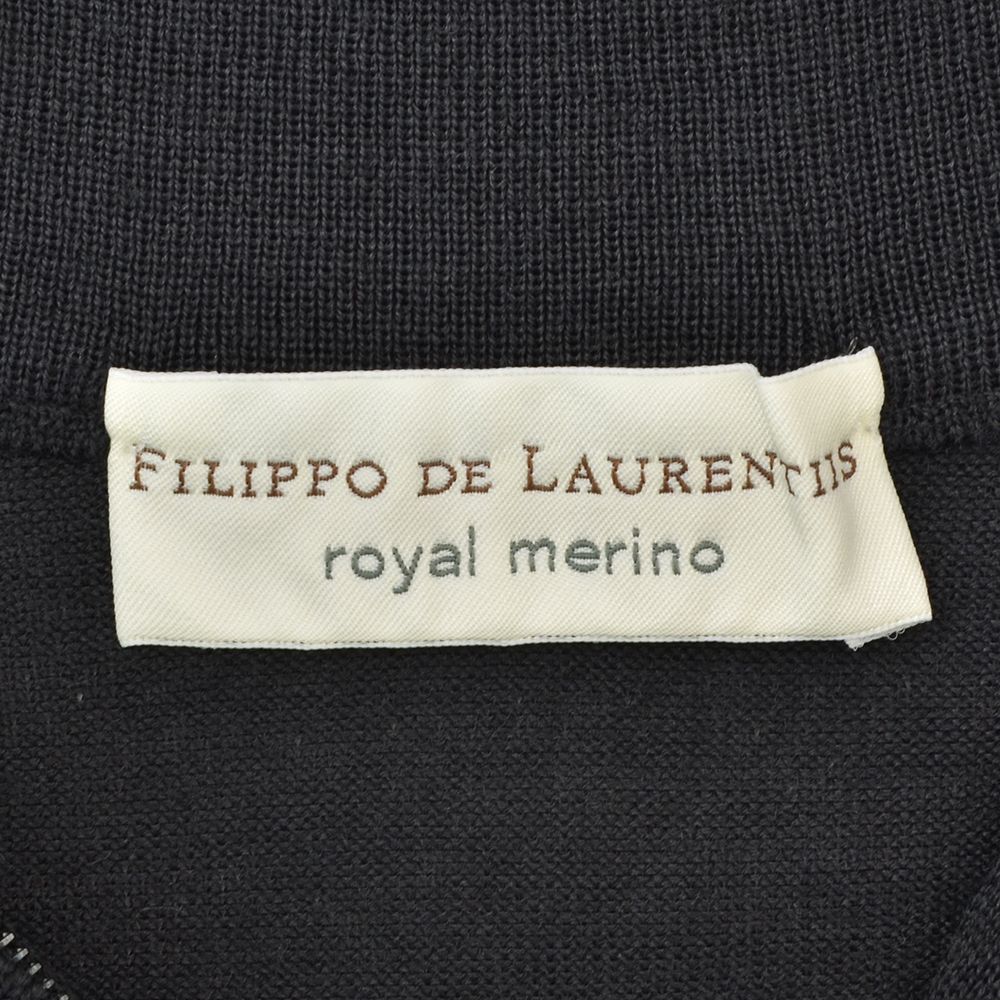 FILIPPO DE LAURENTIIS
royal merino